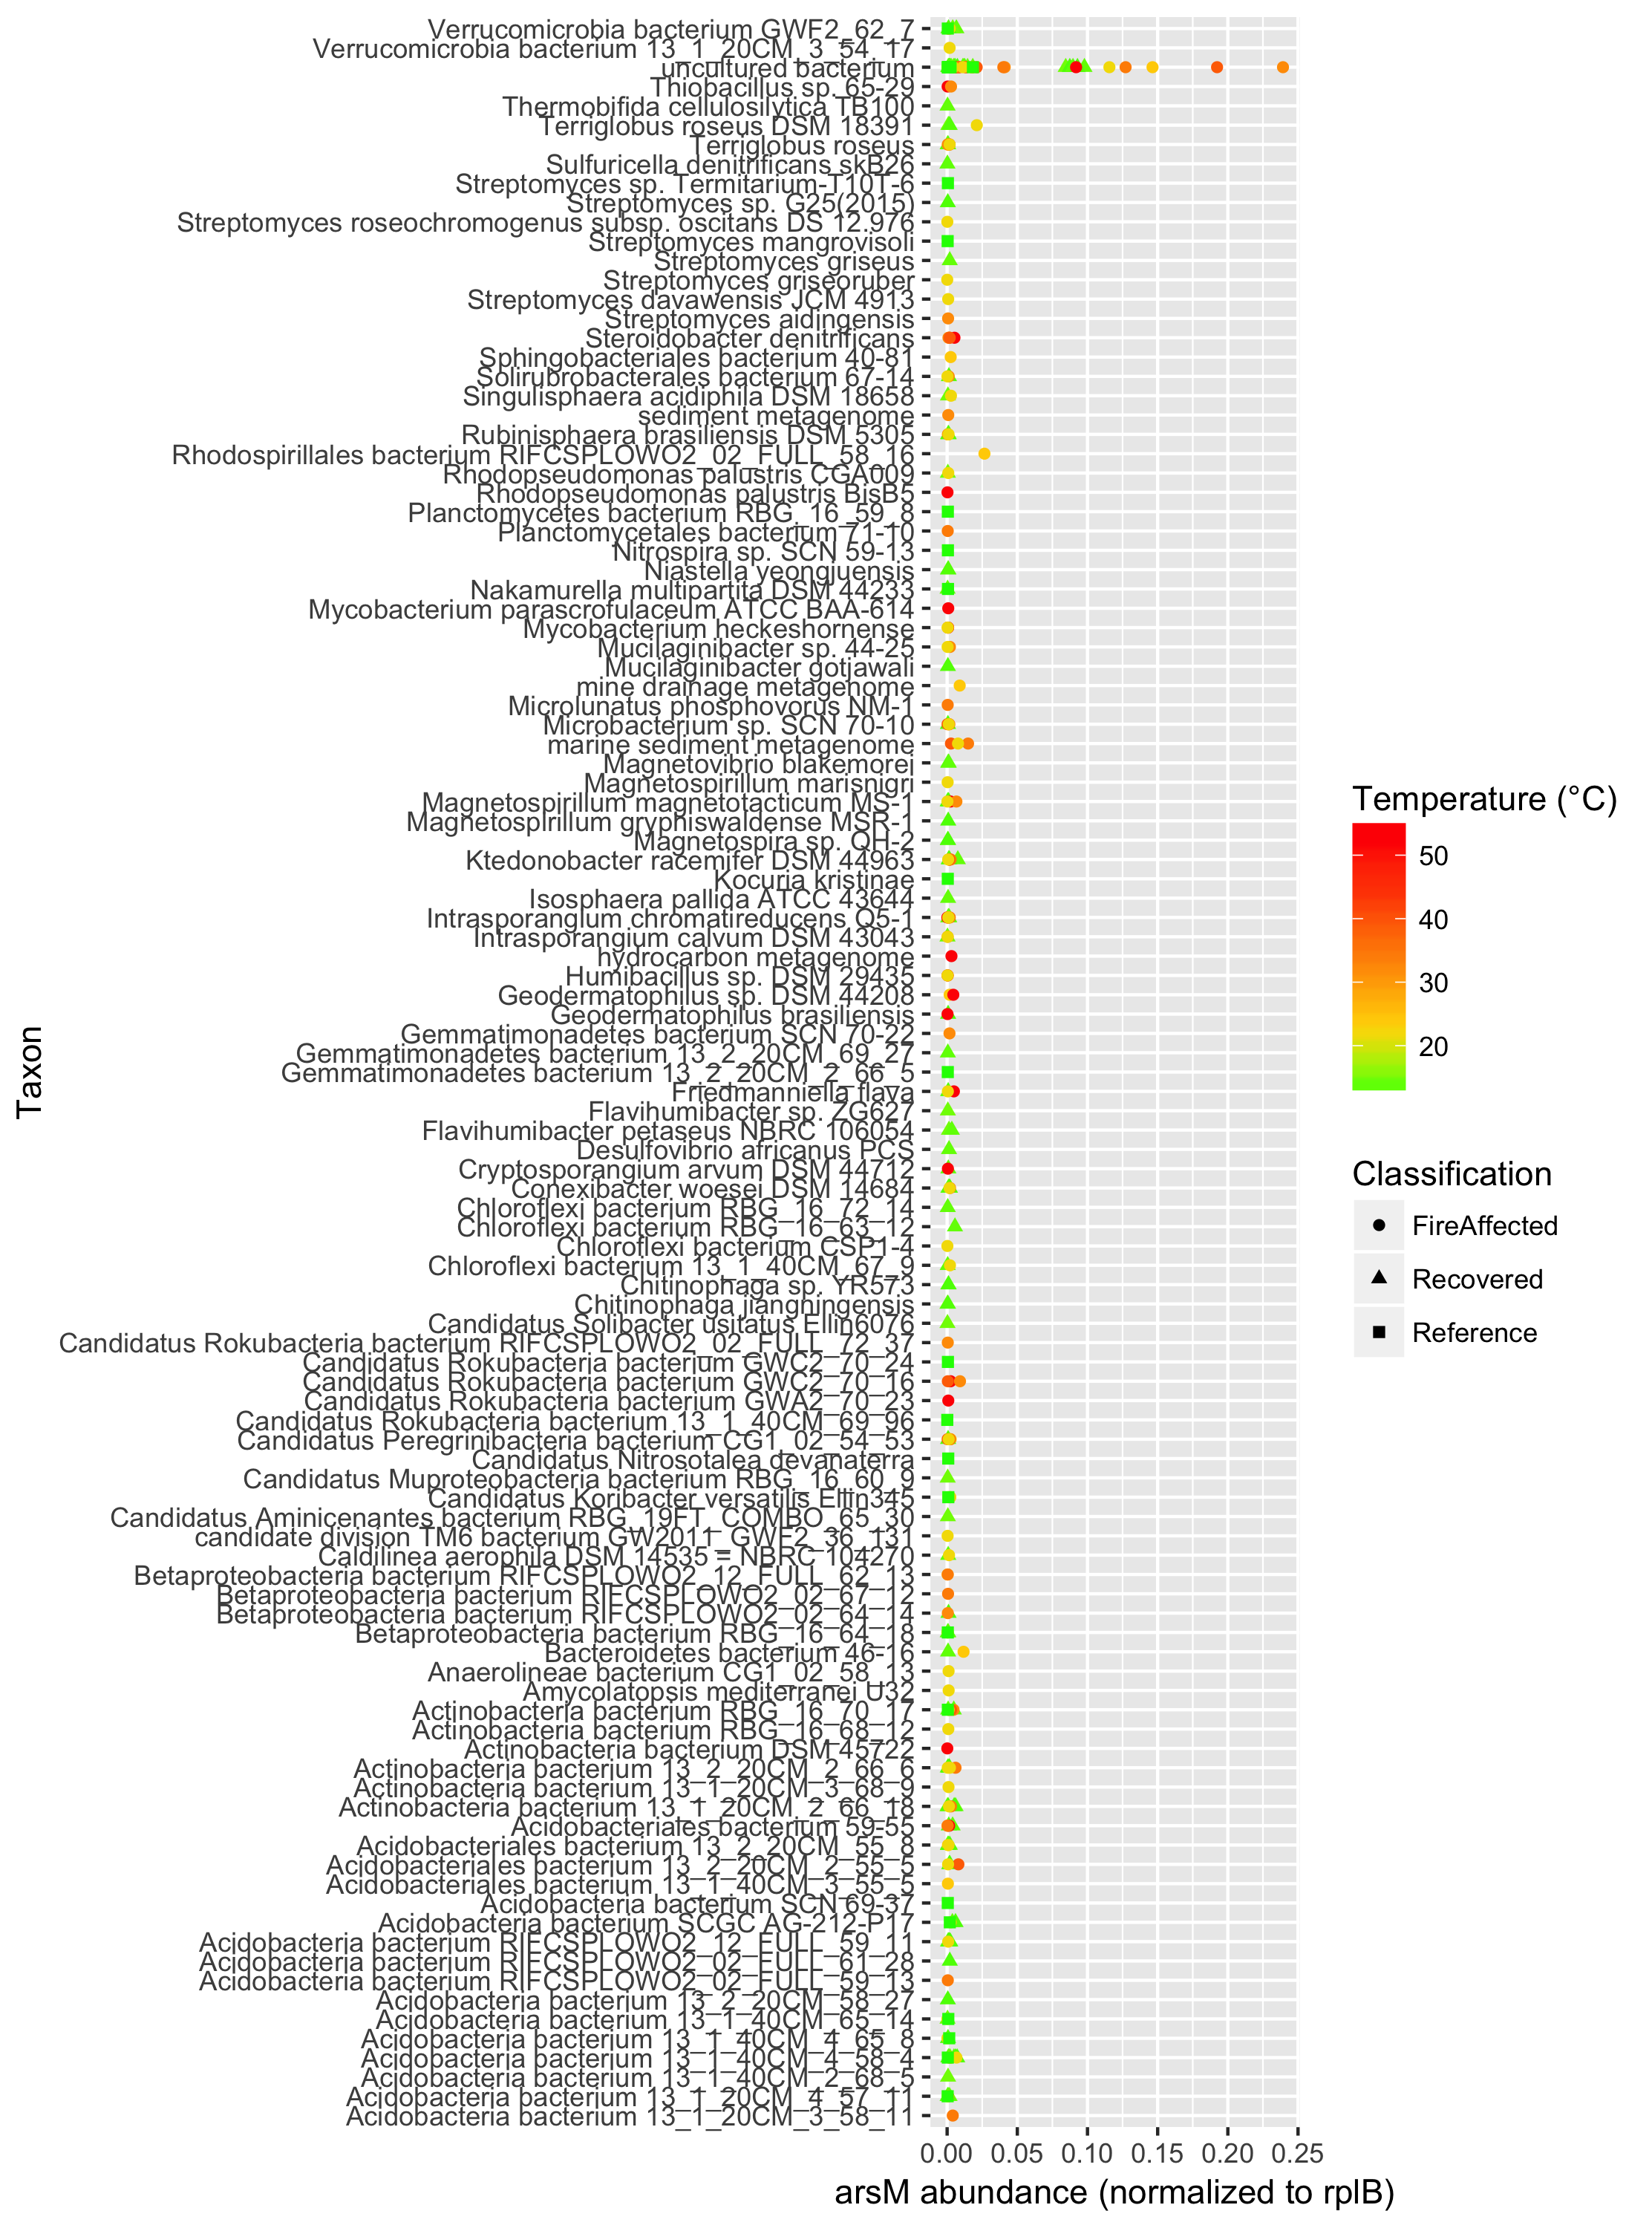 Verrucomicrobia bacterium GWF2_62_7
Verrucomicrobia bacterium 13_1_20CM_3_54_17
uncultured bacterium
Thiobacillus sp. 65-29
Thermobifida cellulosilytica TB100
Terriglobus roseus DSM 18391
Terriglobus roseus
Sulfuricella denitrificans skB26
Streptomyces sp. Termitarium-T10T-6
Streptomyces sp. G25(2015)
Streptomyces roseochromogenus subsp. oscitans DS 12.976
Streptomyces mangrovisoli
Streptomyces griseus
Streptomyces griseoruber
Streptomyces davawensis JCM 4913
Streptomyces aidingensis
Steroidobacter denitrificans
Sphingobacteriales bacterium 40-81
Solirubrobacterales bacterium 67-14
Singulisphaera acidiphila DSM 18658
sediment metagenome
Rubinisphaera brasiliensis DSM 5305
Rhodospirillales bacterium RIFCSPLOWO2_02_FULL_58_16
Rhodopseudomonas palustris CGA009
Rhodopseudomonas palustris BisB5
Planctomycetes bacterium RBG_16_59_8
Planctomycetales bacterium 71-10
Nitrospira sp. SCN 59-13
Niastella yeongjuensis
Nakamurella multipartita DSM 44233
Mycobacterium parascrofulaceum ATCC BAA-614
Mycobacterium heckeshornense
Mucilaginibacter sp. 44-25
Mucilaginibacter gotjawali
mine drainage metagenome
Microlunatus phosphovorus NM-1
Microbacterium sp. SCN 70-10
marine sediment metagenome
Magnetovibrio blakemorei
Magnetospirillum marisnigri
Magnetospirillum magnetotacticum MS-1
Magnetospirillum gryphiswaldense MSR-1
Magnetospira sp. QH-2
Ktedonobacter racemifer DSM 44963
Kocuria kristinae
Isosphaera pallida ATCC 43644
Intrasporangium chromatireducens Q5-1
Intrasporangium calvum DSM 43043
hydrocarbon metagenome
Humibacillus sp. DSM 29435
Geodermatophilus sp. DSM 44208
Geodermatophilus brasiliensis
Gemmatimonadetes bacterium SCN 70-22
Gemmatimonadetes bacterium 13_2_20CM_69_27
Gemmatimonadetes bacterium 13_2_20CM_2_66_5
Friedmanniella flava
Flavihumibacter sp. ZG627
Flavihumibacter petaseus NBRC 106054
Desulfovibrio africanus PCS
Cryptosporangium arvum DSM 44712
Conexibacter woesei DSM 14684
Chloroflexi bacterium RBG_16_72_14
Chloroflexi bacterium RBG_16_63_12
Chloroflexi bacterium CSP1-4
Chloroflexi bacterium 13_1_40CM_67_9
Chitinophaga sp. YR573
Chitinophaga jiangningensis
Candidatus Solibacter usitatus Ellin6076
Candidatus Rokubacteria bacterium RIFCSPLOWO2_02_FULL_72_37
Candidatus Rokubacteria bacterium GWC2_70_24
Candidatus Rokubacteria bacterium GWC2_70_16
Candidatus Rokubacteria bacterium GWA2_70_23
Candidatus Rokubacteria bacterium 13_1_40CM_69_96
Candidatus Peregrinibacteria bacterium CG1_02_54_53
Candidatus Nitrosotalea devanaterra
Candidatus Muproteobacteria bacterium RBG_16_60_9
Candidatus Koribacter versatilis Ellin345
Candidatus Aminicenantes bacterium RBG_19FT_COMBO_65_30
candidate division TM6 bacterium GW2011_GWF2_36_131
Caldilinea aerophila DSM 14535 = NBRC 104270
Betaproteobacteria bacterium RIFCSPLOWO2_12_FULL_62_13
Betaproteobacteria bacterium RIFCSPLOWO2_02_67_12
Betaproteobacteria bacterium RIFCSPLOWO2_02_64_14
Betaproteobacteria bacterium RBG_16_64_18
Bacteroidetes bacterium 46-16
Anaerolineae bacterium CG1_02_58_13
Amycolatopsis mediterranei U32
Actinobacteria bacterium RBG_16_70_17
Actinobacteria bacterium RBG_16_68_12
Actinobacteria bacterium DSM 45722
Actinobacteria bacterium 13_2_20CM_2_66_6
Actinobacteria bacterium 13_1_20CM_3_68_9
Actinobacteria bacterium 13_1_20CM_2_66_18
Acidobacteriales bacterium 59-55
Acidobacteriales bacterium 13_2_20CM_55_8
Acidobacteriales bacterium 13_2_20CM_2_55_5
Acidobacteriales bacterium 13_1_40CM_3_55_5
Acidobacteria bacterium SCN 69-37
Acidobacteria bacterium SCGC AG-212-P17
Acidobacteria bacterium RIFCSPLOWO2_12_FULL_59_11
Acidobacteria bacterium RIFCSPLOWO2_02_FULL_61_28
Acidobacteria bacterium RIFCSPLOWO2_02_FULL_59_13
Acidobacteria bacterium 13_2_20CM_58_27
Acidobacteria bacterium 13_1_40CM_65_14
Acidobacteria bacterium 13_1_40CM_4_65_8
Acidobacteria bacterium 13_1_40CM_4_58_4
Acidobacteria bacterium 13_1_40CM_2_68_5
Acidobacteria bacterium 13_1_20CM_4_57_11
Acidobacteria bacterium 13_1_20CM_3_58_11
Taxon
0.00 0.05 0.10 0.15 0.20 0.25
arsM abundance (normalized to rplB)
Temperature (°C)
50
40
30
20
Classification
FireAffected
Recovered
Reference